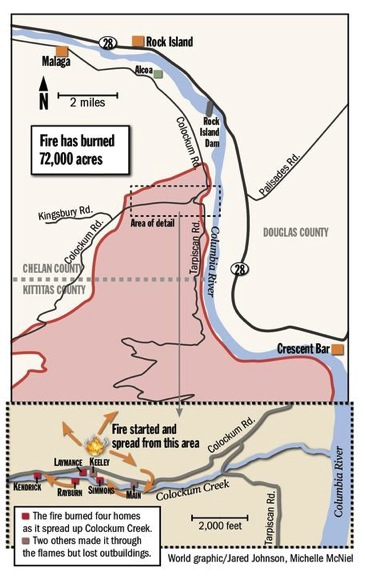 28
Rock Island
Malaga
Alcoa
N
2 miles
Rock
Island
Dam
Colockum Rd.
Fire has burned
72,000 acres
Palisades Rd.
Kingsbury Rd.
Colockum Rd.
Area of detail
Tarpiscan Rd.
Columbia River
DOUGLAS COUNTY
CHELAN COUNTY
KITTITAS COUNTY
28
Crescent Bar
Fire started and
spread from this area
Colockum Rd.
LAYMANCE
KEELEY
KENDRICK
RAYBURN
SIMMONS
MAIN
Colockum Creek
Columbia River
2,000 feet
Tarpiscan Rd.
The fire burned four homes
as it spread up Colockum Creek.
Two others made it through
the flames but lost outbuildings.
World graphic/Jared Johnson, Michelle McNiel